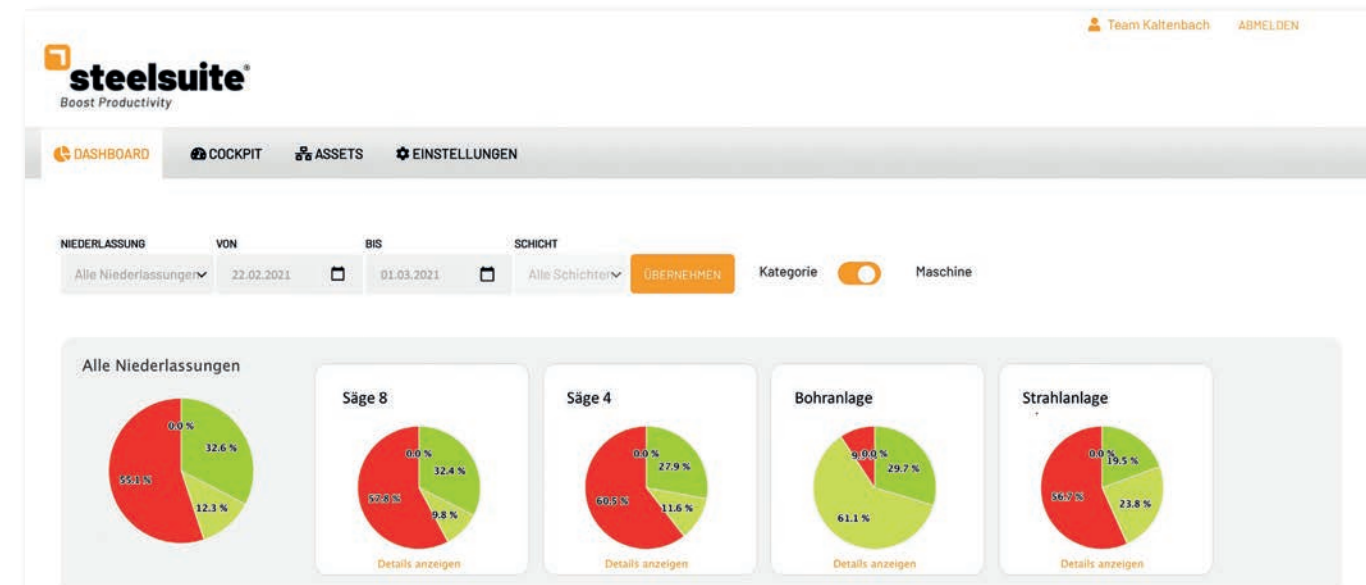 Team Kaltenbach ABMELDEN
steelsuite®
Boost Productivity
DASHBOARD COCKPIT ASSETS EINSTELLUNGEN
NIEDERLASSUNG VON BIS SCHICHT
Alle Niederlassungen 22.02.2021 01.03.2021 Alle Schichten ÜBERNEHMEN Kategorie Maschine
Alle Niederlassungen
0.0 %
32.6 %
55.1 %
12.3 %
Säge 8
0.0 %
32.4 %
57.8 %
9.8 %
Details anzeigen
Säge 4
0.0 %
27.9 %
60.5 %
11.6 %
Details anzeigen
Bohranlage
0.0 %
29.7 %
61.1 %
Details anzeigen
Strahlanlage
0.0 %
19.5 %
56.7 %
23.8 %
Details anzeigen